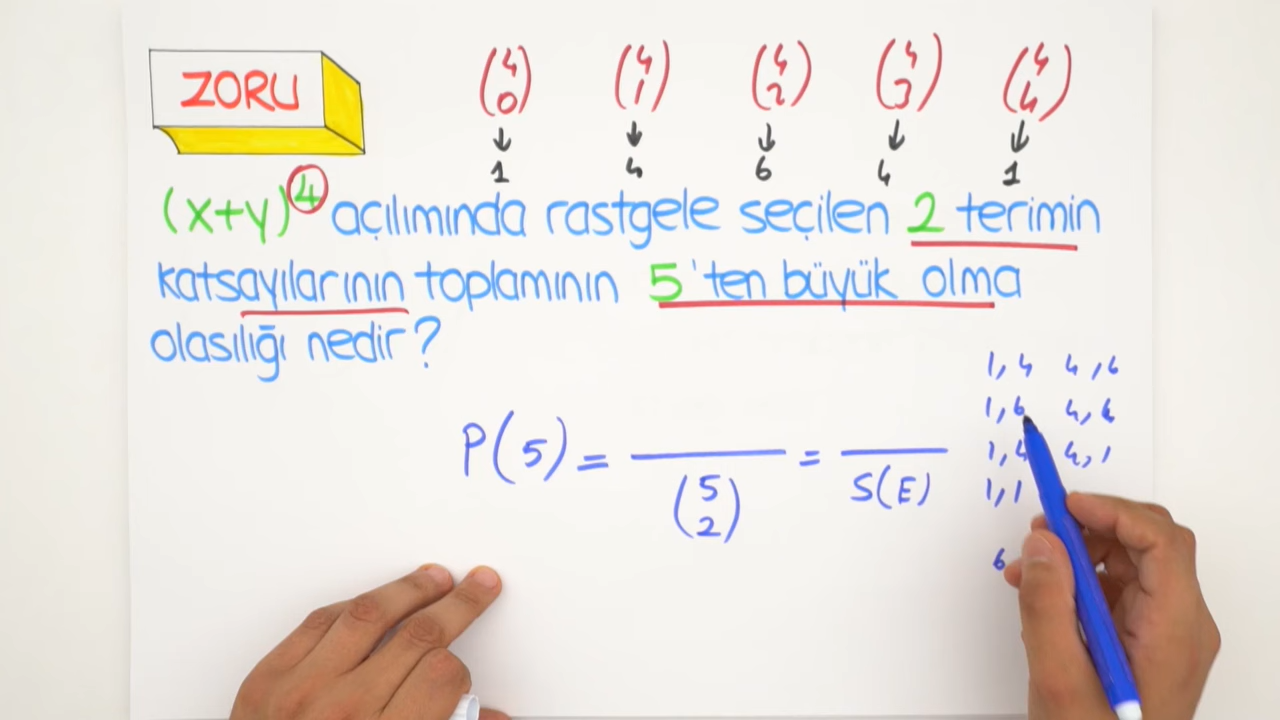 ZORU
(4 0) (4 1) (4 2) (4 3) (4 4)
↓ ↓ ↓ ↓ ↓
1 4 6 4 1
(x+y)^4 açılımında rastgele seçilen 2 terimin
katsayılarının toplamının 5'ten büyük olma
olasılığı nedir?
1,4 4,6
1,6 4,
1,4 4,1
1,1
P(5) = ―― = ――
(5 2) S(E)
6